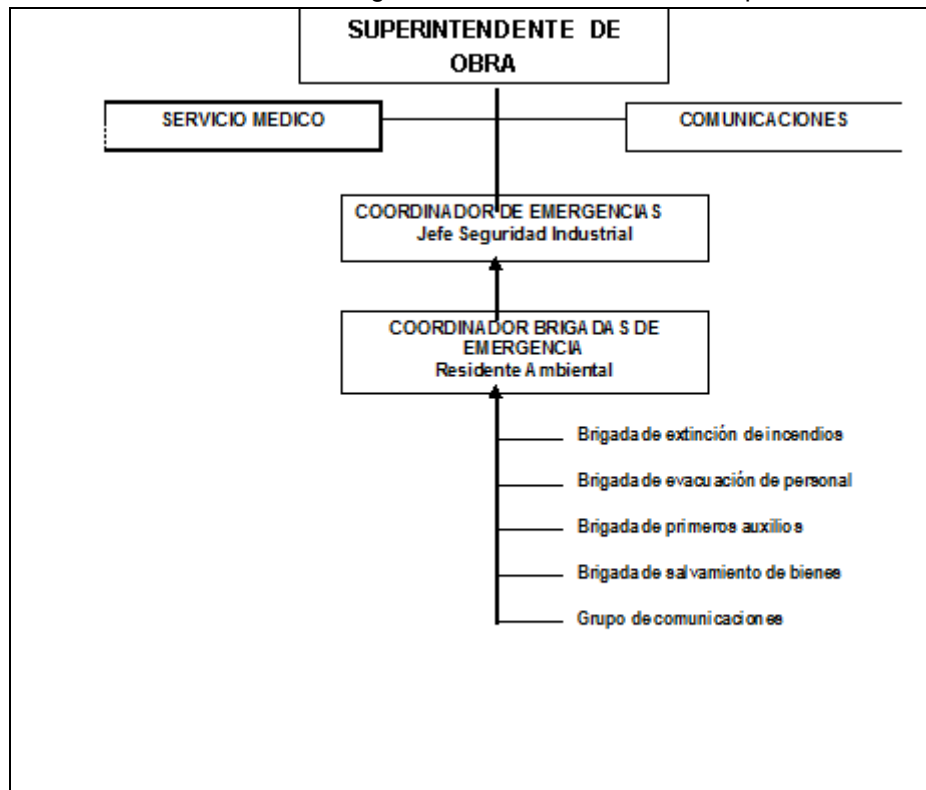 SUPERINTENDENTE DE
OBRA
SERVICIO MEDICO
COMUNICACIONES
COORDINADOR DE EMERGENCIAS
Jefe Seguridad Industrial
COORDINADOR BRIGADAS DE
EMERGENCIA
Residente Ambiental
Brigada de extinción de incendios
Brigada de evacuación de personal
Brigada de primeros auxilios
Brigada de salvamento de bienes
Grupo de comunicaciones